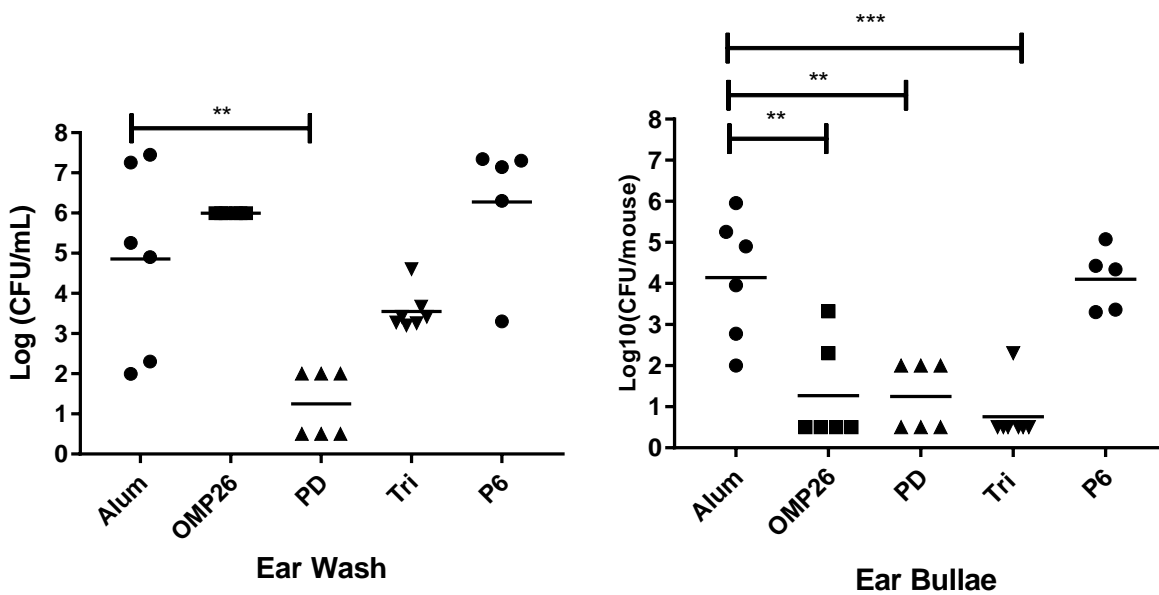 **
8
7
6
5
4
3
2
1
0
Log (CFU/mL)
Alum
OMP26
PD
Tri
P6
Ear Wash
***
**
**
8
7
6
5
4
3
2
1
0
Log10(CFU/mouse)
Alum
OMP26
PD
Tri
P6
Ear Bullae